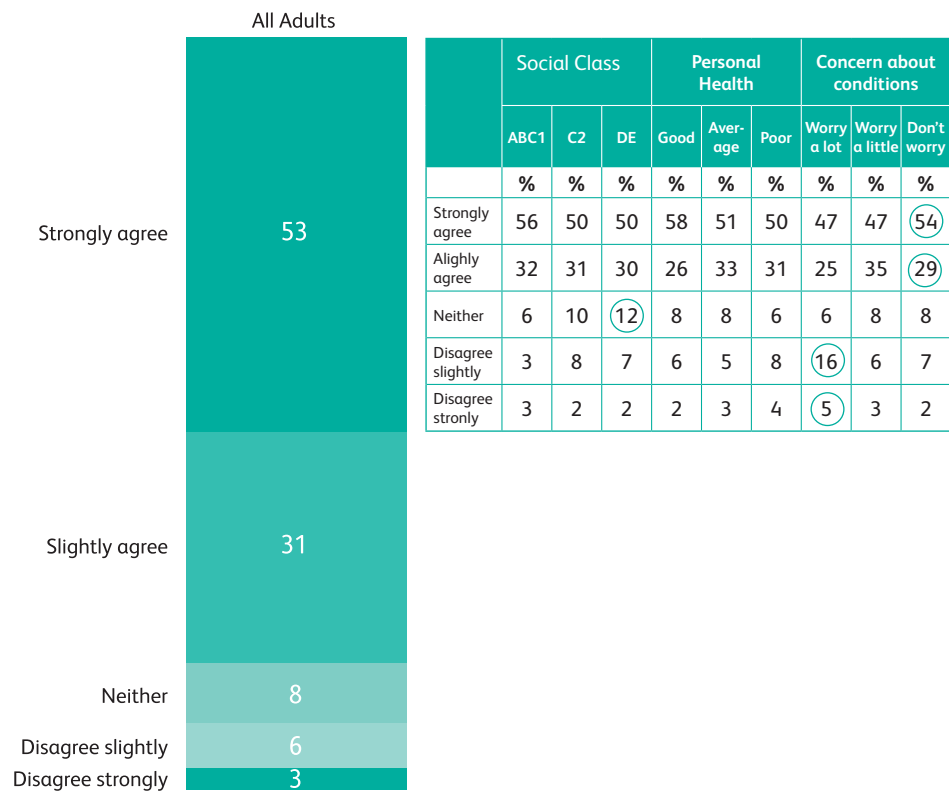 All Adults
Strongly agree
53
Slightly agree
31
Neither
8
Disagree slightly
6
Disagree strongly
3
Social Class
Personal
Health
Concern about
conditions
ABC1
C2
DE
Good
Aver-
age
Poor
Worry
a lot
Worry
a little
Don't
worry
% % % % % % % % %
Strongly
agree
56 50 50 58 51 50 47 47 54
Alighly
agree
32 31 30 26 33 31 25 35 29
Neither
6 10 12 8 8 6 6 8 8
Disagree
slightly
3 8 7 6 5 8 16 6 7
Disagree
stronly
3 2 2 2 3 4 5 3 2